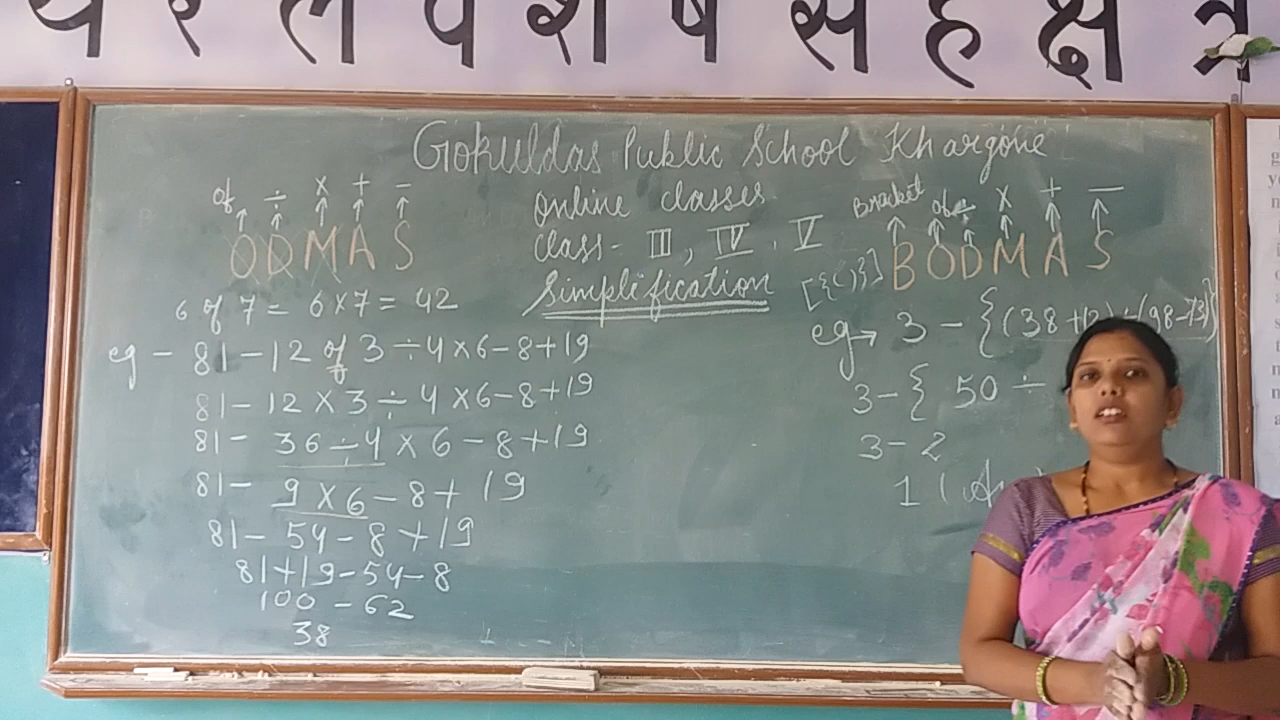 य र ल व श ष स ह क्ष त्र
Gokuldas Public School Khargone
Online classes
Class - III, IV, V
Simplification
of ÷ × + −
↑ ↑ ↑ ↑ ↑
O D M A S
6 of 7 = 6 × 7 = 42
eg - 81 - 12 of 3 ÷ 4 × 6 - 8 + 19
81 - 12 × 3 ÷ 4 × 6 - 8 + 19
81 - 36 ÷ 4 × 6 - 8 + 19
81 - 9 × 6 - 8 + 19
81 - 54 - 8 + 19
81 + 19 - 54 - 8
100 - 62
38
Bracket of ÷ × + −
↑ ↑ ↑ ↑ ↑ ↑
[{()}] B O D M A S
eg → 3 - {(38 + 12) ÷ (98 - 73)}
3 - { 50 ÷
3 - 2
1 (